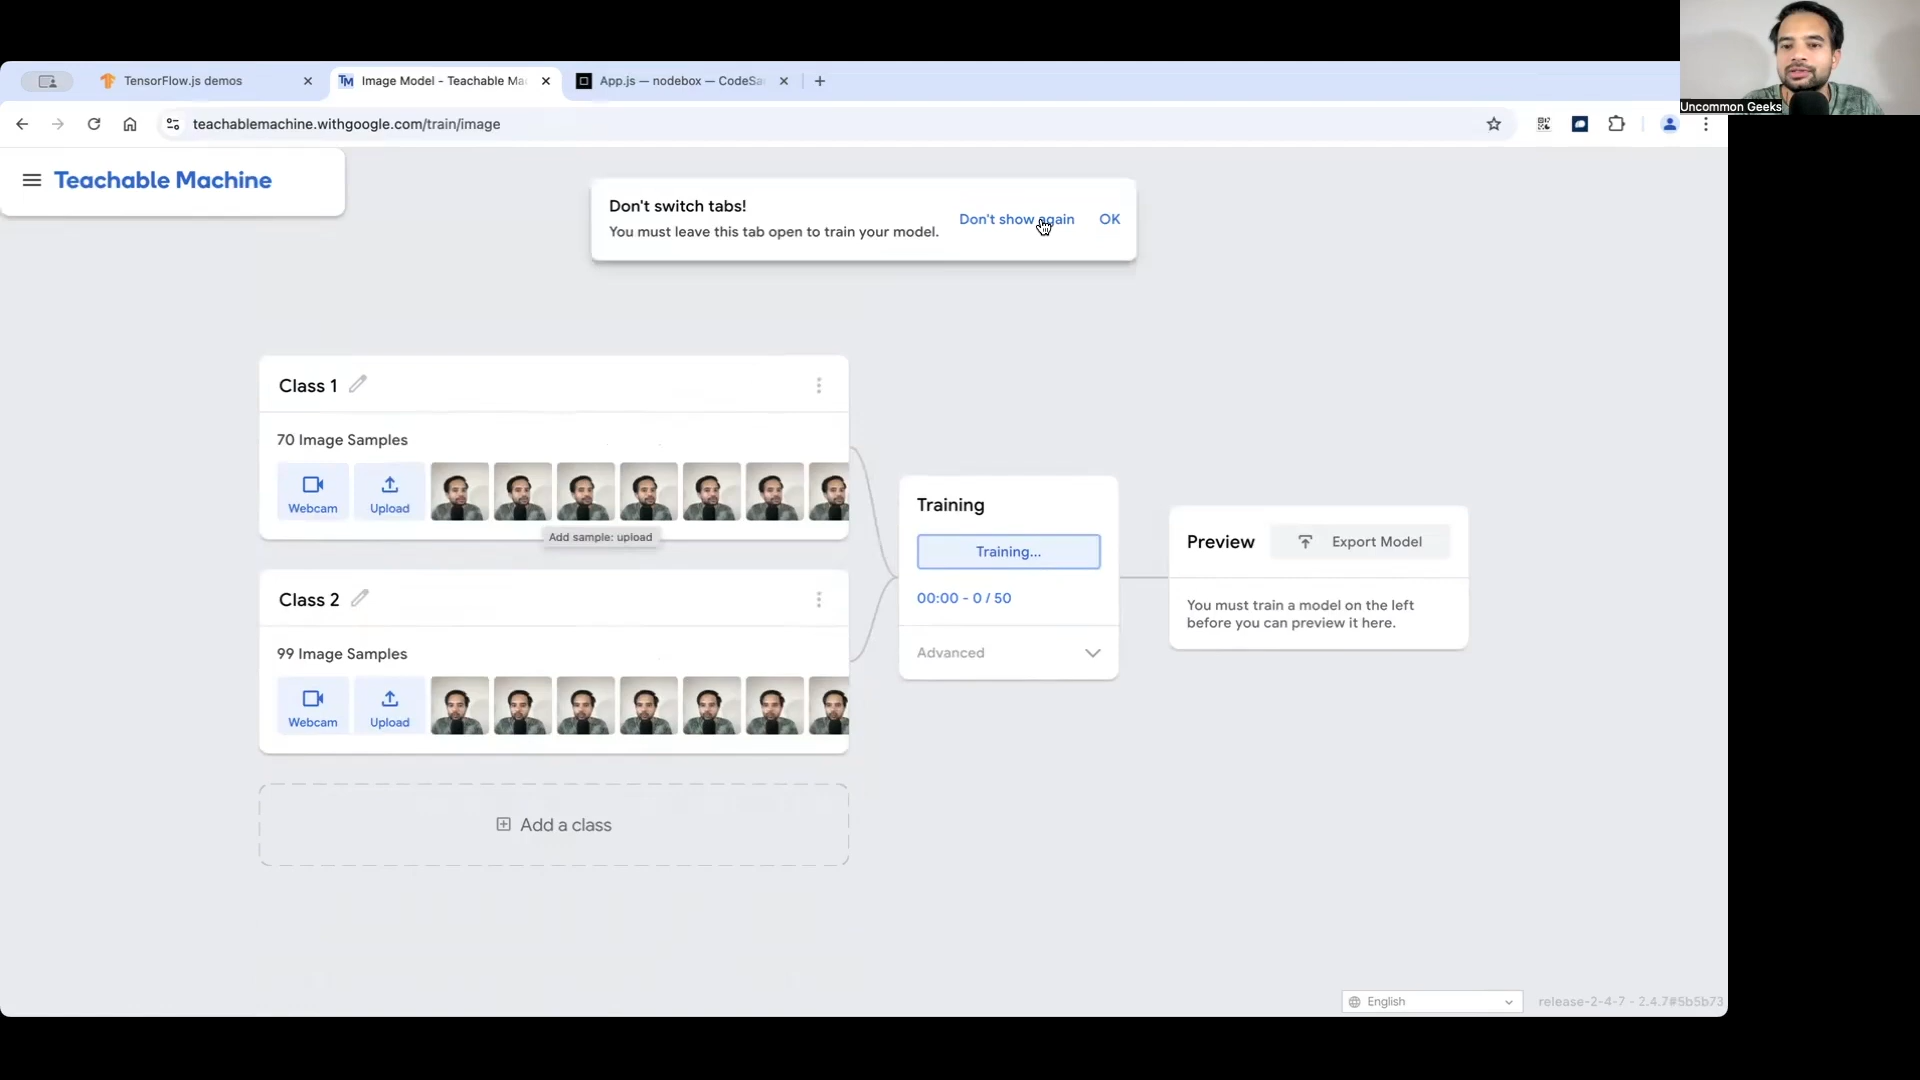 TensorFlow.js demos
TM Image Model - Teachable Ma
App.js — nodebox — CodeSa
Uncommon Geeks
teachablemachine.withgoogle.com/train/image
Teachable Machine
Don't switch tabs!
You must leave this tab open to train your model.
Don't show again
OK
Class 1
70 Image Samples
Webcam
Upload
Add sample: upload
Class 2
99 Image Samples
Webcam
Upload
Add a class
Training
Training...
00:00 - 0 / 50
Advanced
Preview
Export Model
You must train a model on the left
before you can preview it here.
English
release-2-4-7 - 2.4.7#5b5b73